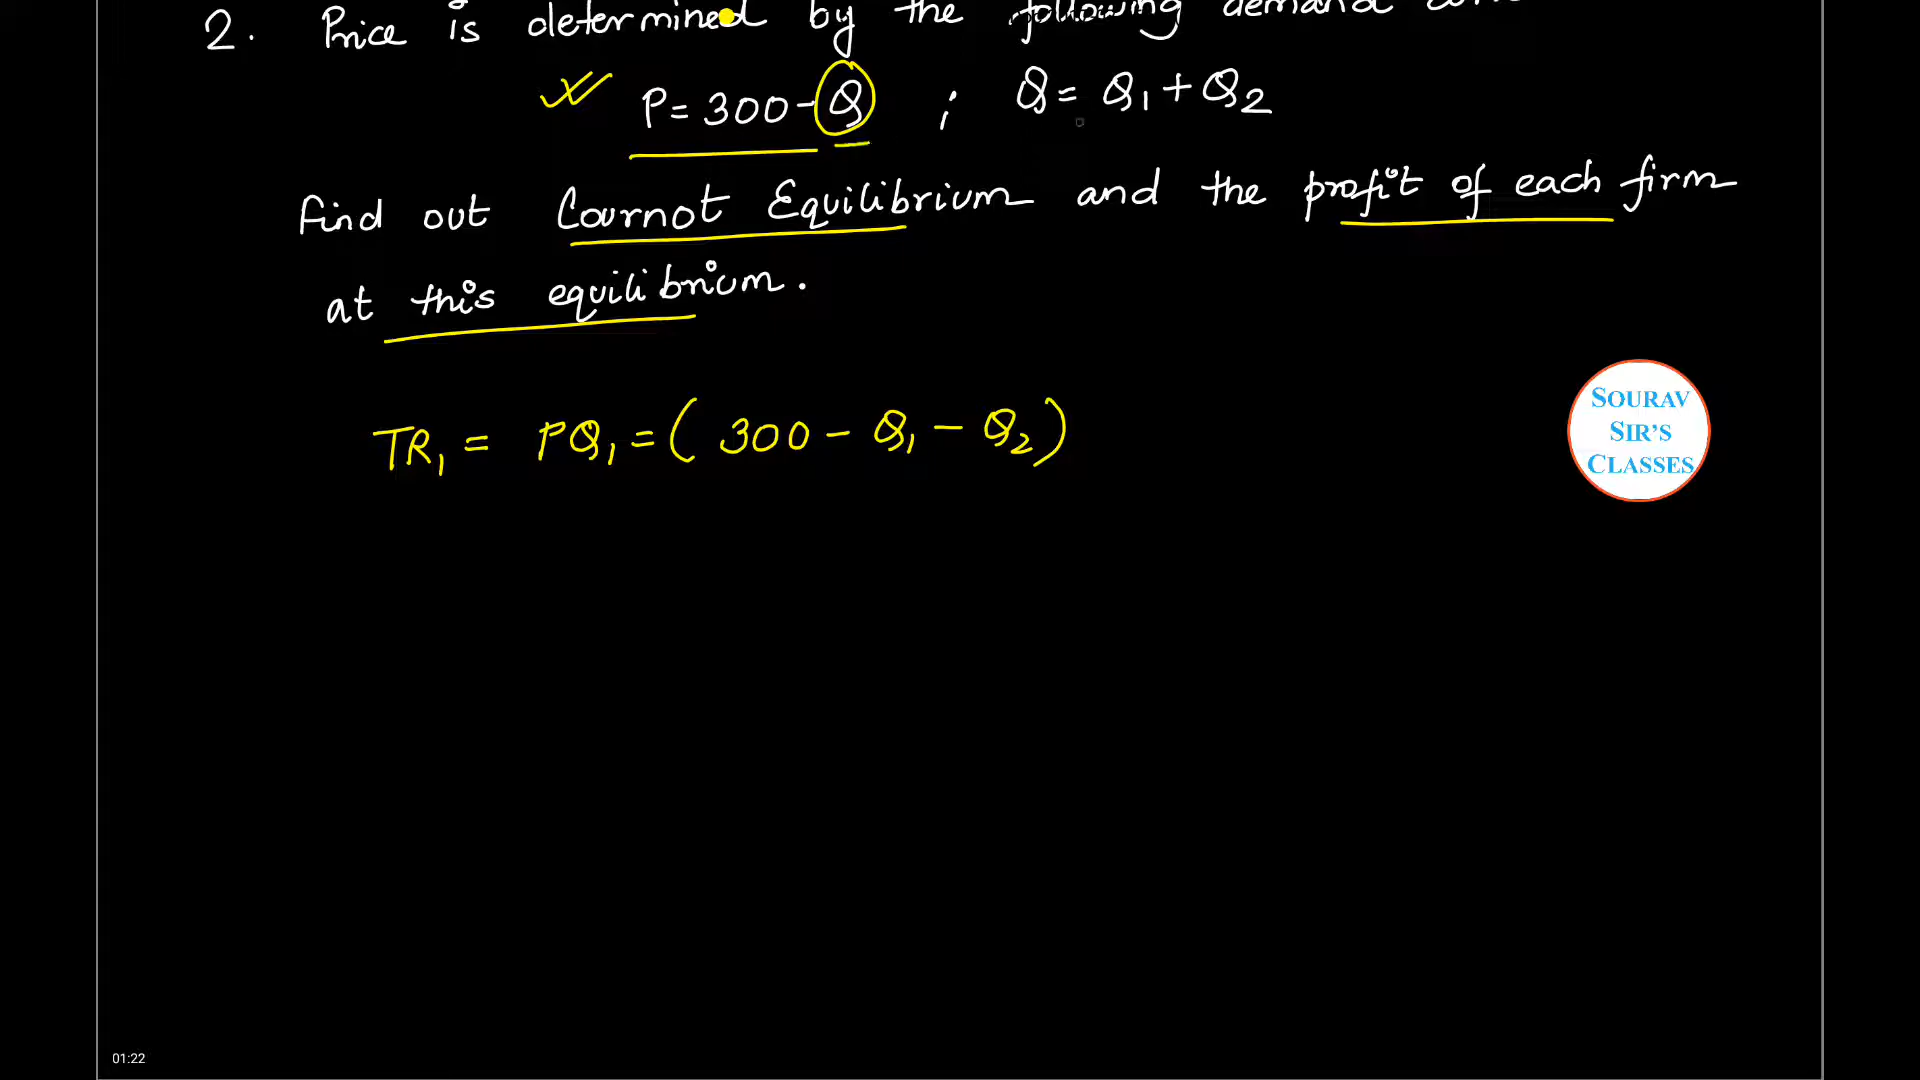 2. Price is determined by the following demand
P = 300 - Q ; Q = Q₁ + Q₂
find out Cournot Equilibrium and the profit of each firm
at this equilibrium.
TR₁ = PQ₁ = ( 300 - Q₁ - Q₂ )
SOURAV
SIR'S
CLASSES
01:22